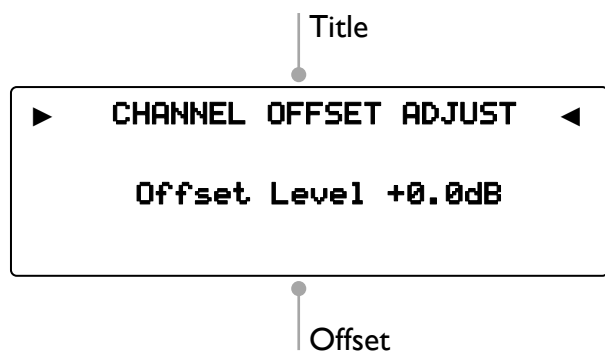 Title
► CHANNEL OFFSET ADJUST ◄
Offset Level +0.0dB
Offset